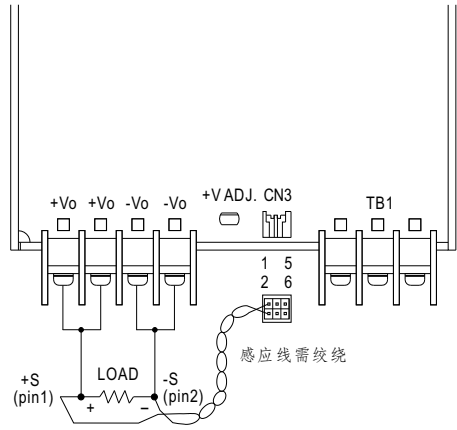 +Vo +Vo -Vo -Vo +V ADJ. CN3 TB1
1 5
2 6
感应线需绞绕
+S
(pin1)
LOAD
-S
(pin2)
+ −